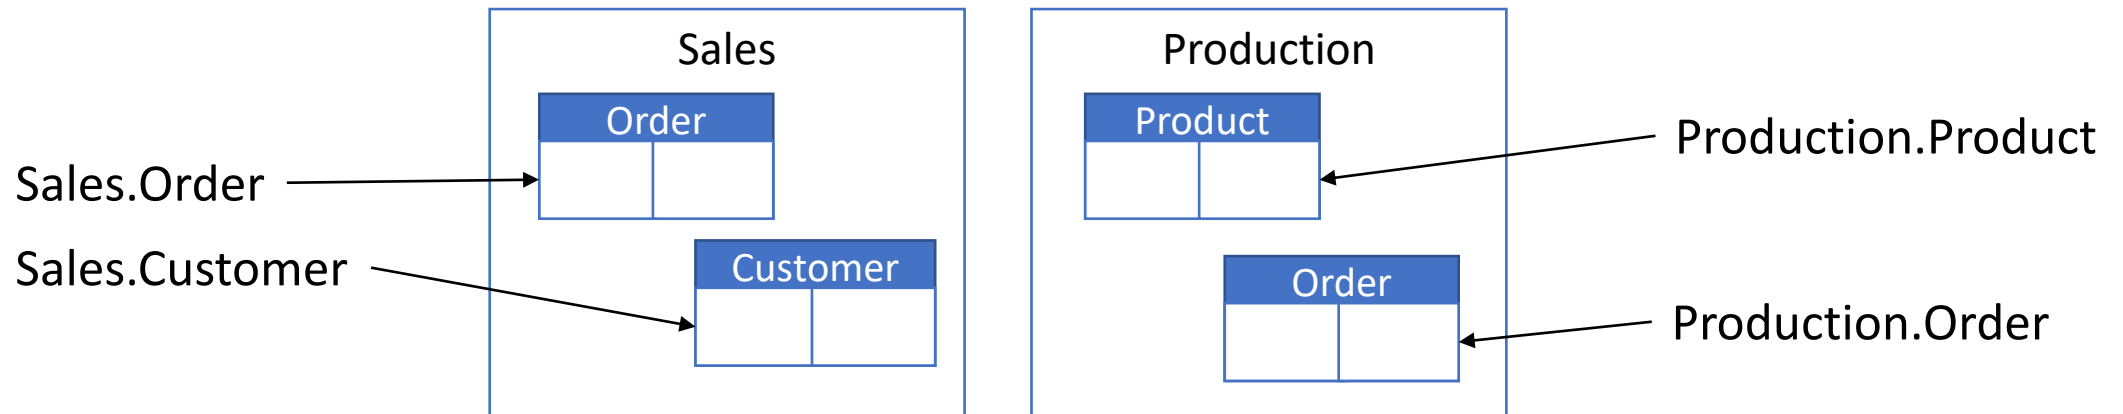 Sales
Production
Order
Product
Production.Product
Sales.Order
Sales.Customer
Customer
Order
Production.Order